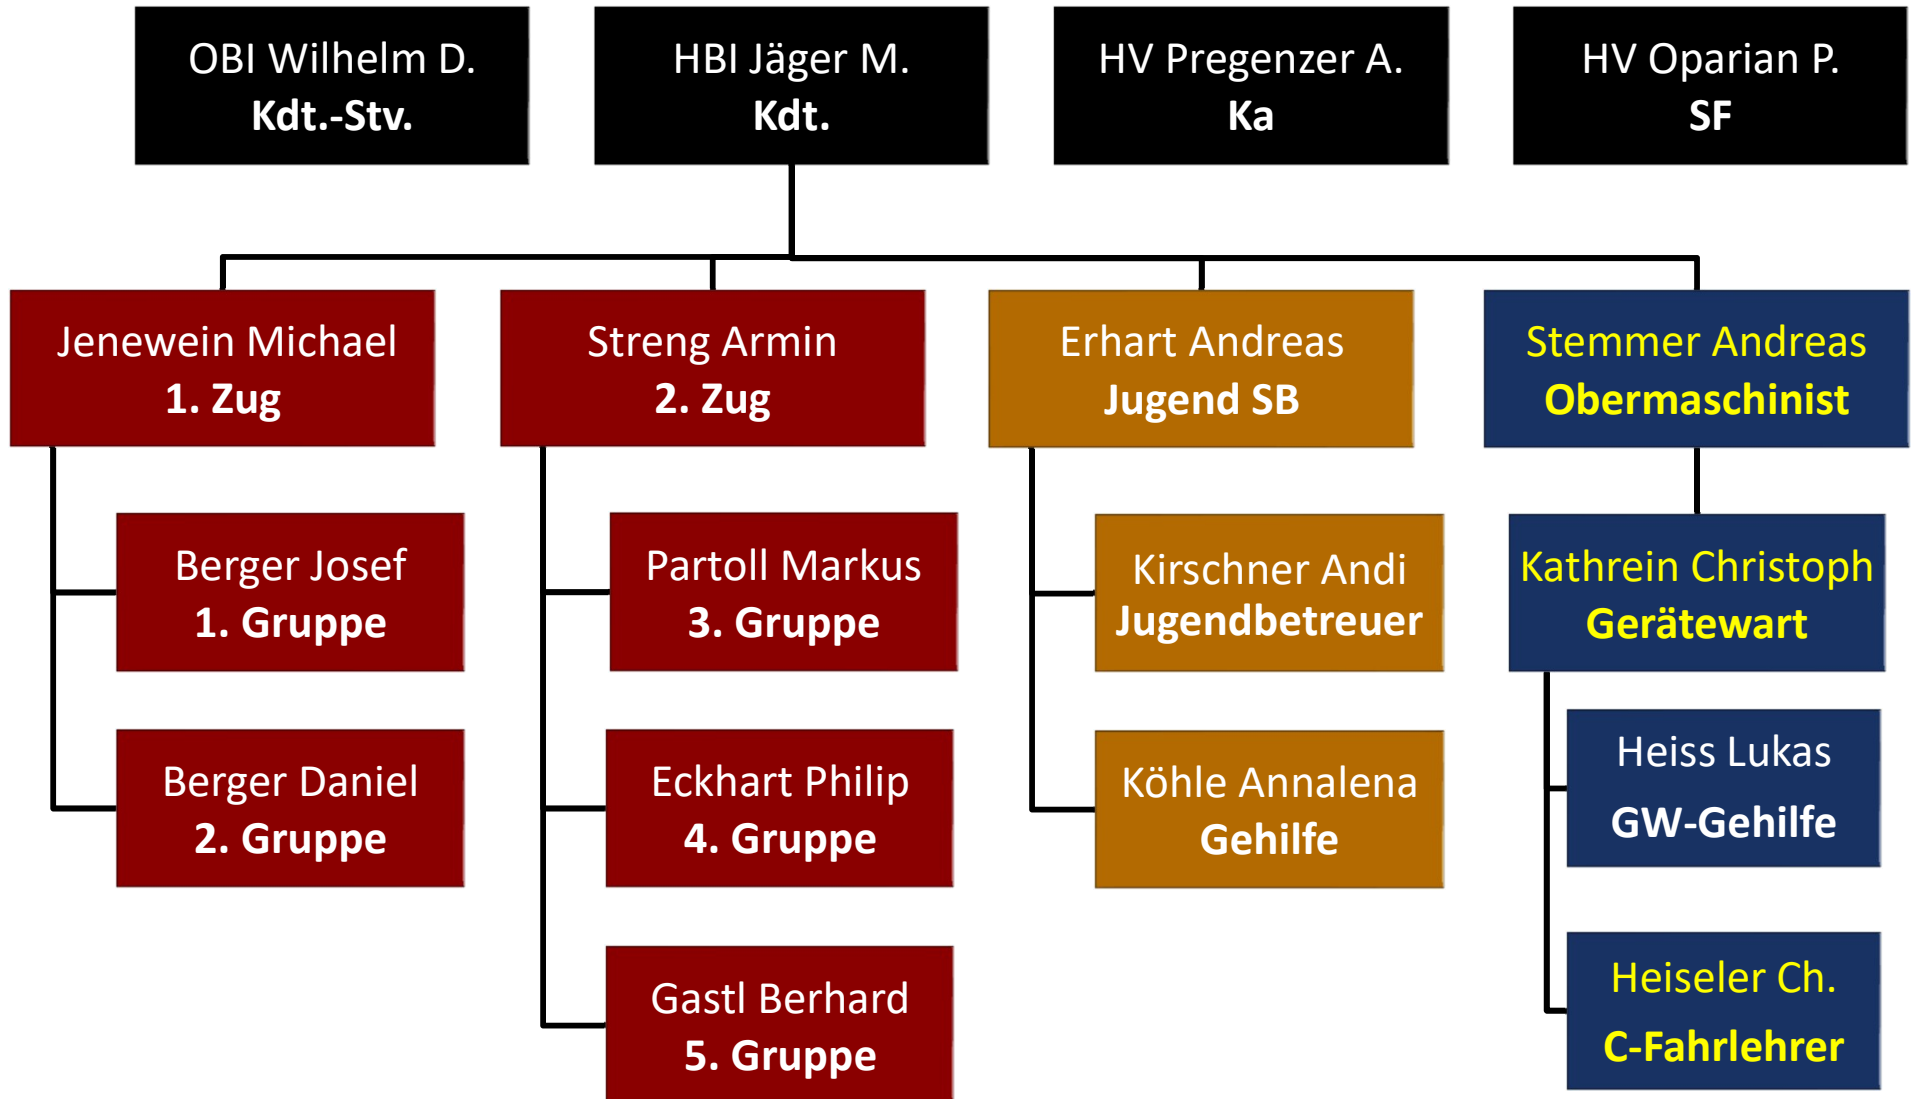 OBI Wilhelm D.
Kdt.-Stv.
HBI Jäger M.
Kdt.
HV Pregenzer A.
Ka
HV Oparian P.
SF
Jenewein Michael
1. Zug
Streng Armin
2. Zug
Erhart Andreas
Jugend SB
Stemmer Andreas
Obermaschinist
Berger Josef
1. Gruppe
Partoll Markus
3. Gruppe
Kirschner Andi
Jugendbetreuer
Kathrein Christoph
Gerätewart
Berger Daniel
2. Gruppe
Eckhart Philip
4. Gruppe
Köhle Annalena
Gehilfe
Heiss Lukas
GW-Gehilfe
Gastl Berhard
5. Gruppe
Heiseler Ch.
C-Fahrlehrer